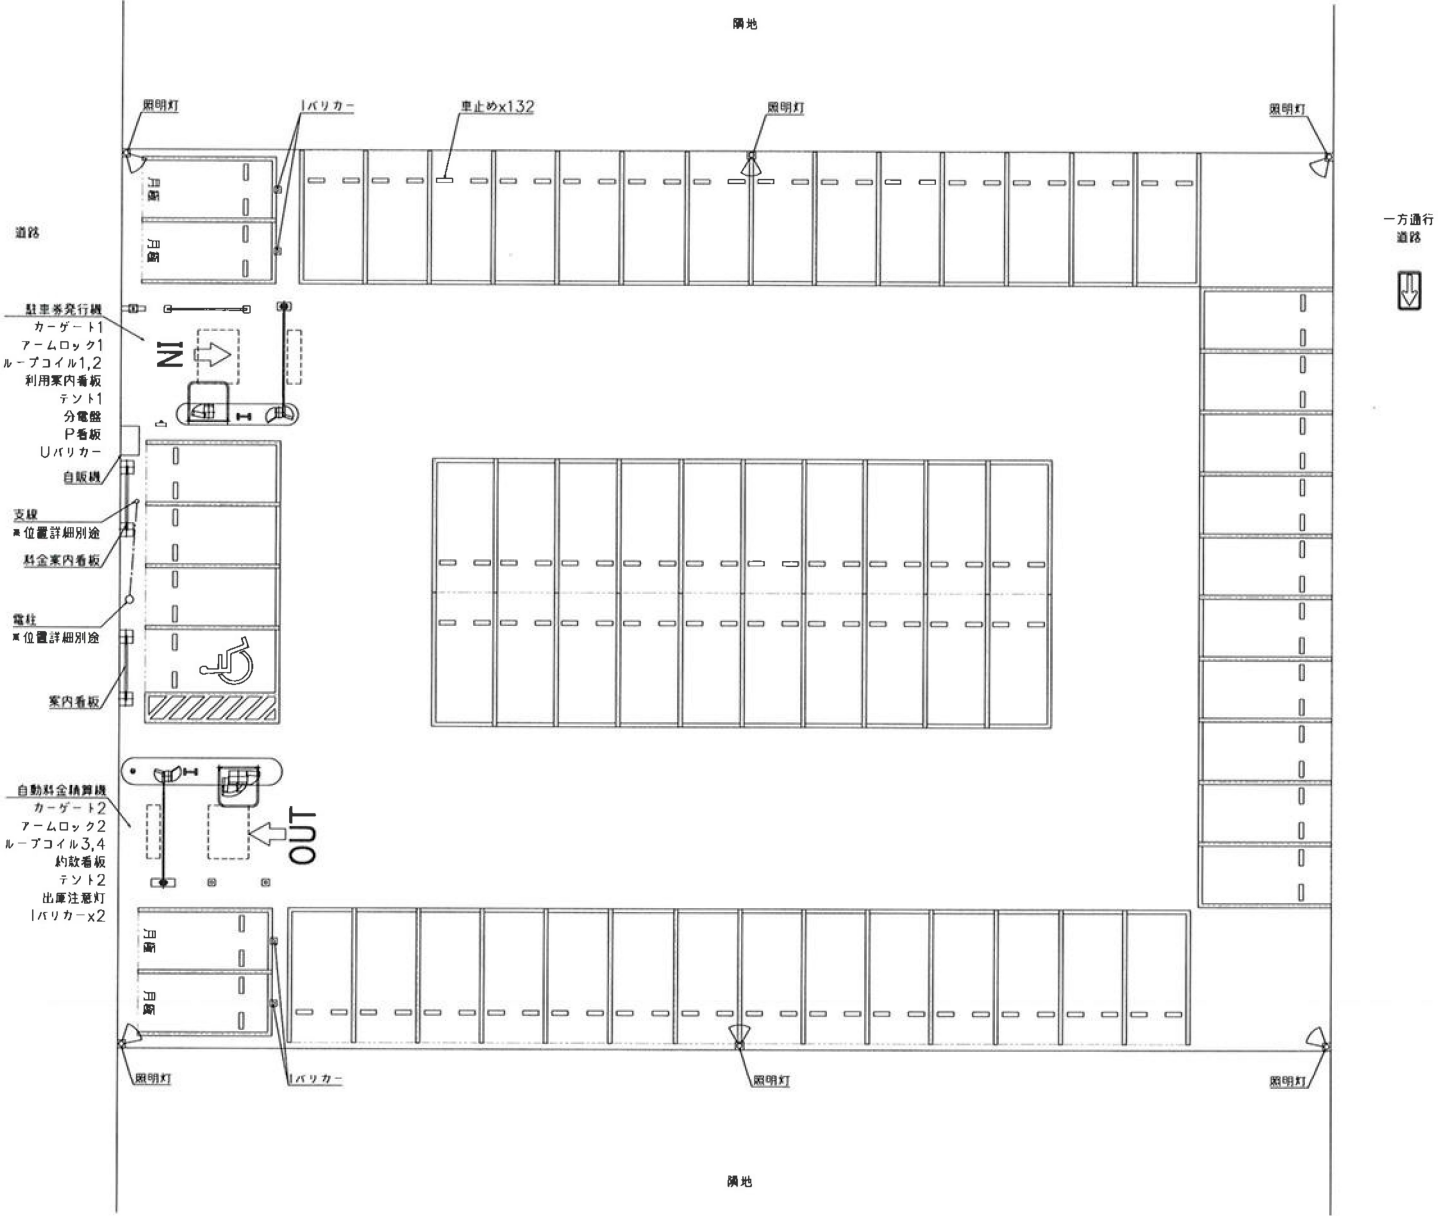 隣地
照明灯
Iバリカー
車止めx132
照明灯
照明灯
月極
月極
道路
一方通行
道路
駐車券発行機
カーゲート1
アームロック1
ループコイル1,2
利用案内看板
テント1
分電盤
P看板
Uバリカー
IN
自販機
支線
※位置詳細別途
料金案内看板
電柱
※位置詳細別途
案内看板
自動料金精算機
カーゲート2
アームロック2
ループコイル3,4
約款看板
テント2
出庫注意灯
Iバリカーx2
OUT
月極
月極
照明灯
Iバリカー
照明灯
照明灯
隣地